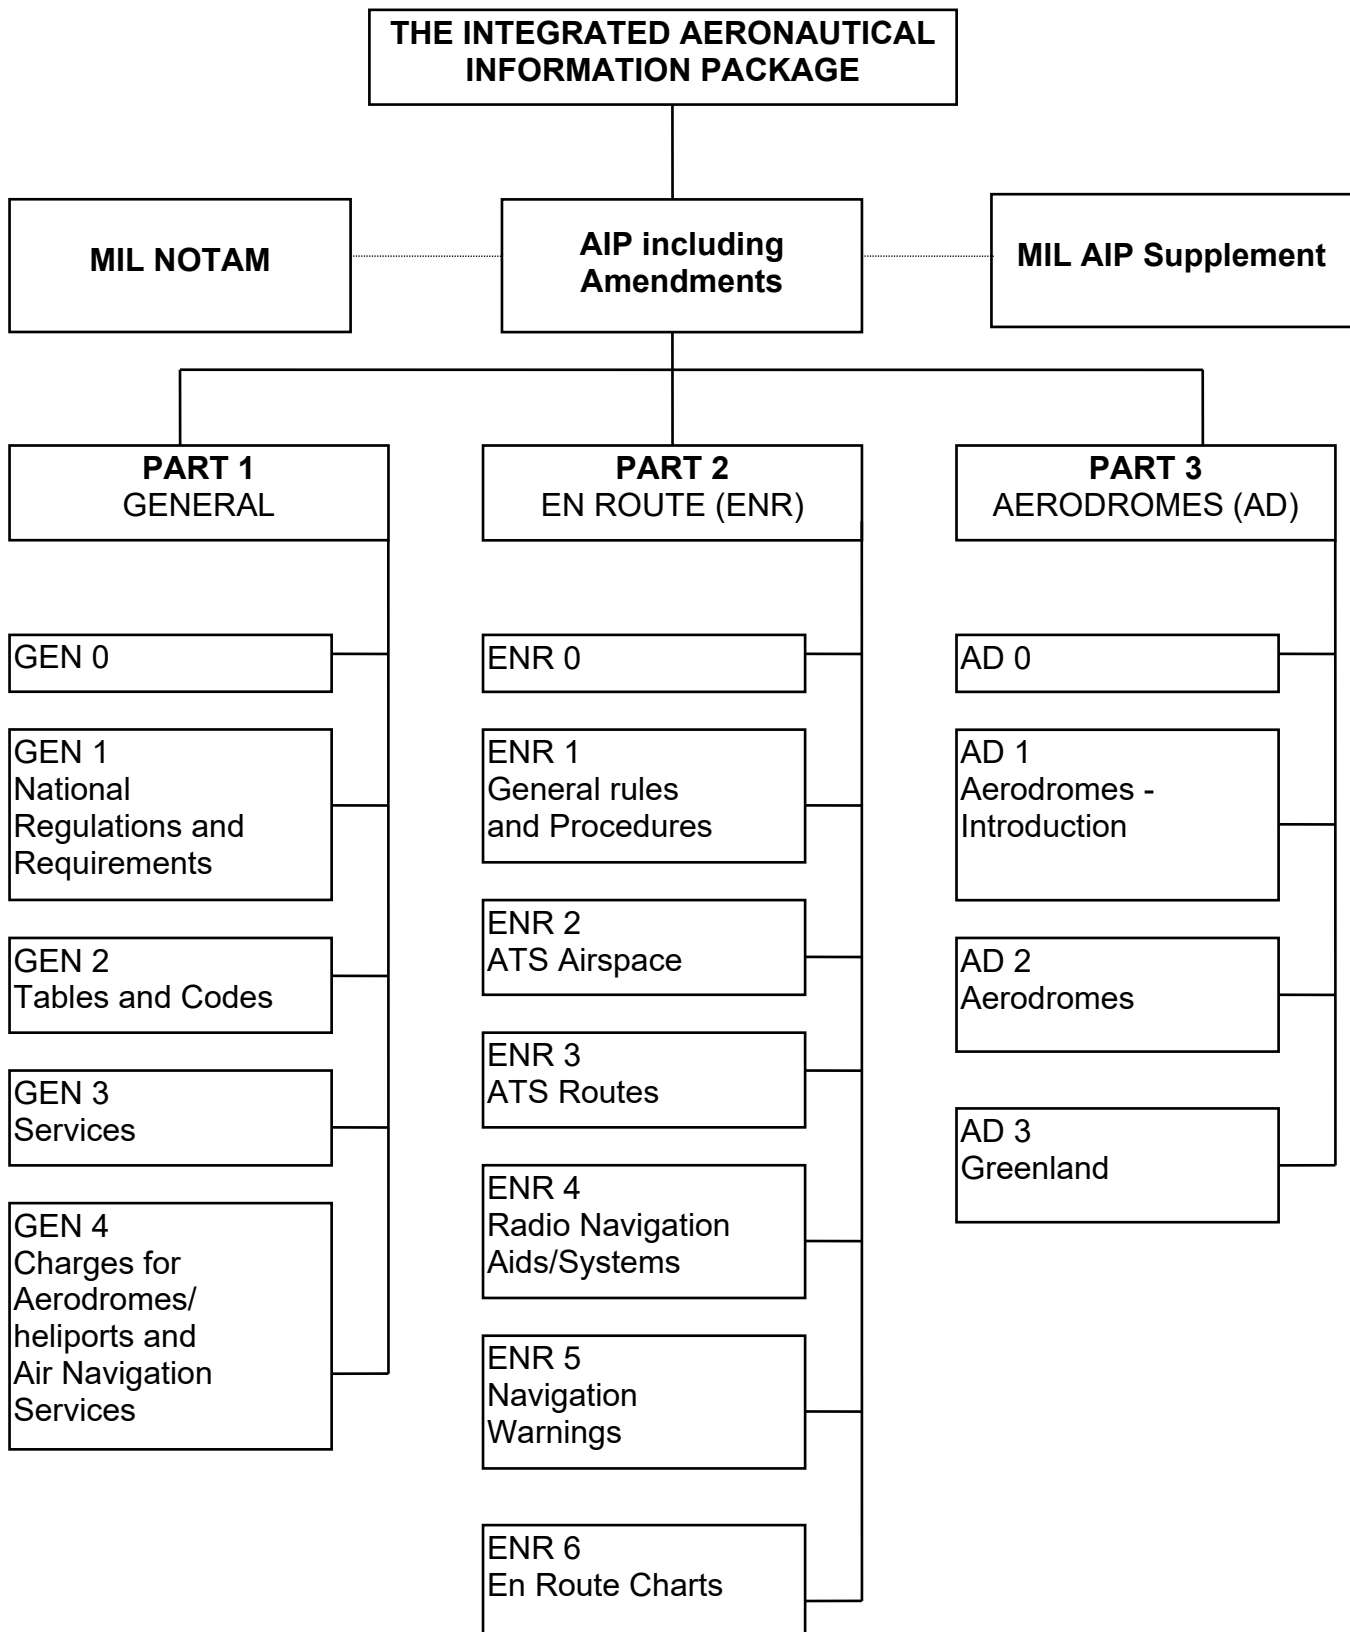 THE INTEGRATED AERONAUTICAL
INFORMATION PACKAGE
MIL NOTAM
AIP including
Amendments
MIL AIP Supplement
PART 1
GENERAL
PART 2
EN ROUTE (ENR)
PART 3
AERODROMES (AD)
GEN 0
GEN 1
National
Regulations and
Requirements
GEN 2
Tables and Codes
GEN 3
Services
GEN 4
Charges for
Aerodromes/
heliports and
Air Navigation
Services
ENR 0
ENR 1
General rules
and Procedures
ENR 2
ATS Airspace
ENR 3
ATS Routes
ENR 4
Radio Navigation
Aids/Systems
ENR 5
Navigation
Warnings
ENR 6
En Route Charts
AD 0
AD 1
Aerodromes -
Introduction
AD 2
Aerodromes
AD 3
Greenland